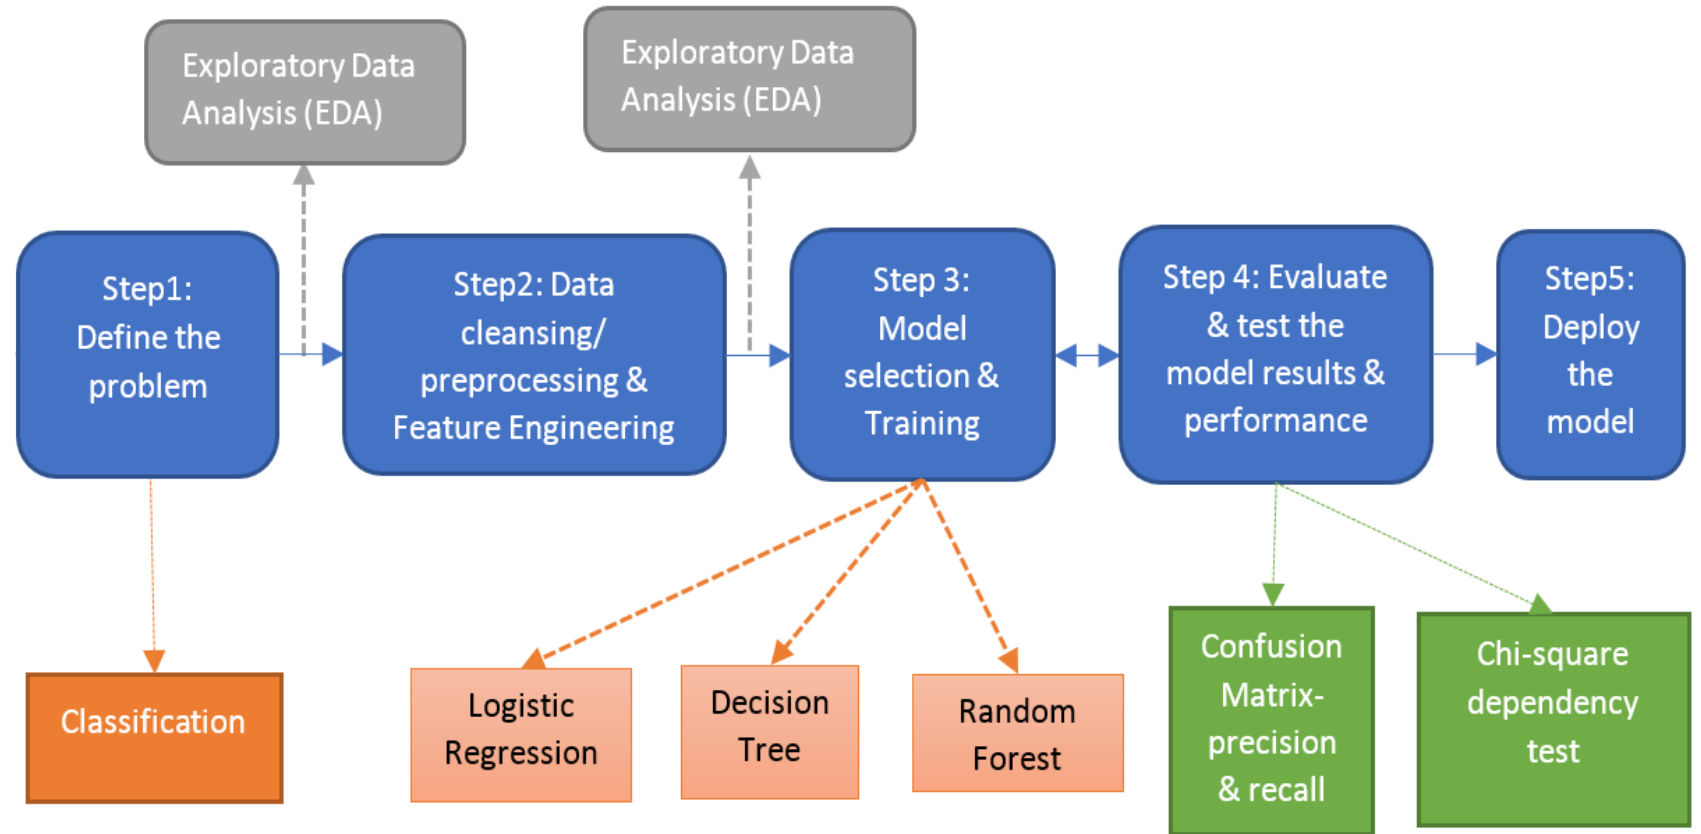 Exploratory Data
Analysis (EDA)
Exploratory Data
Analysis (EDA)
Step1:
Define the
problem
Step2: Data
cleansing/
preprocessing &
Feature Engineering
Step 3:
Model
selection &
Training
Step 4: Evaluate
& test the
model results &
performance
Step5:
Deploy
the
model
Classification
Logistic
Regression
Decision
Tree
Random
Forest
Confusion
Matrix-
precision
& recall
Chi-square
dependency
test